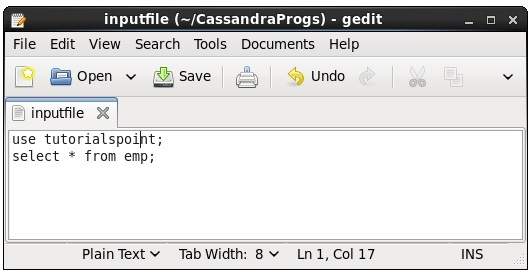 inputfile (~/CassandraProgs) - gedit
File Edit View Search Tools Documents Help
Open Save Undo
inputfile
use tutorialspoint;
select * from emp;
Plain Text Tab Width: 8 Ln 1, Col 17 INS